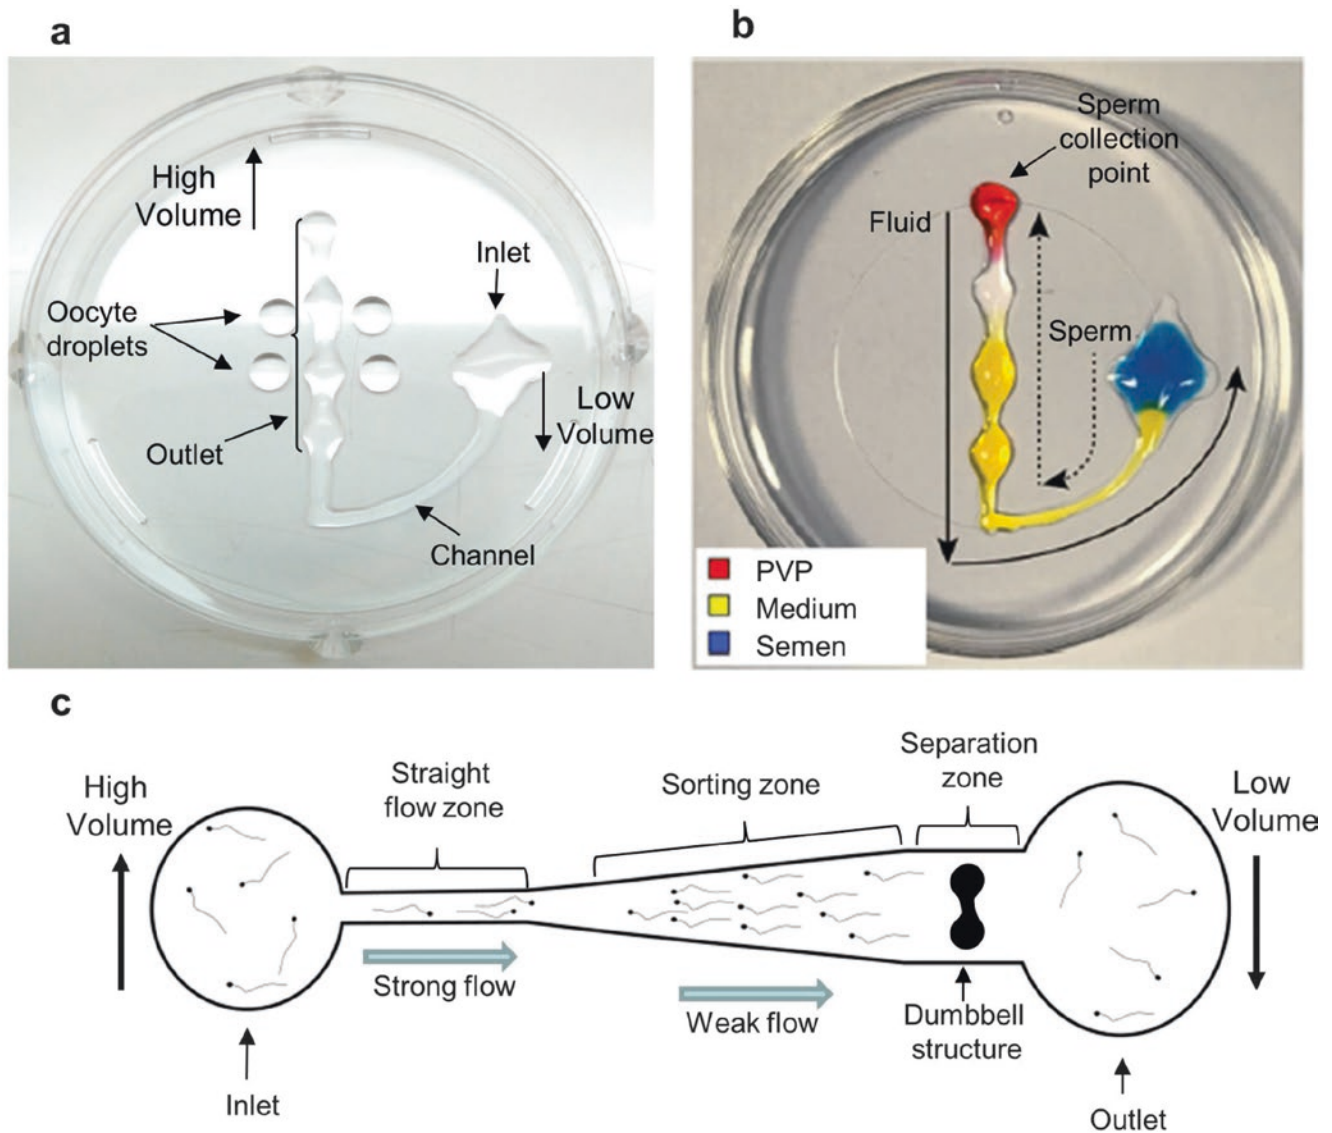 a
High
Volume
Inlet
Oocyte
droplets
Low
Volume
Outlet
Channel
b
Sperm
collection
point
Fluid
Sperm
PVP
Medium
Semen
c
High
Volume
Straight
flow zone
Sorting zone
Separation
zone
Low
Volume
Strong flow
Weak flow
Dumbbell
structure
Inlet
Outlet